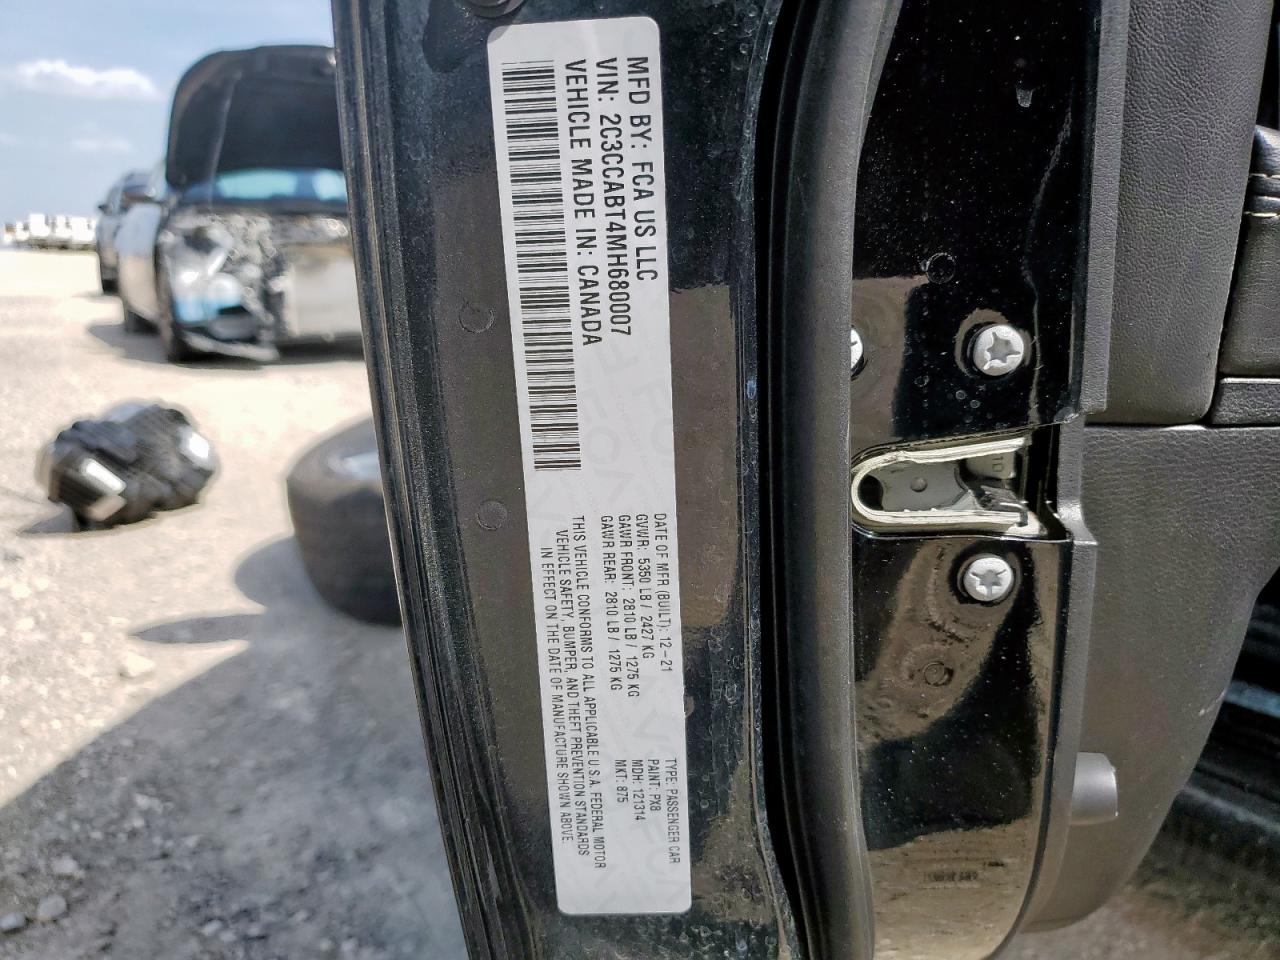 MFD BY: FCA US LLC
VIN: 2C3CCABT4MH680007
VEHICLE MADE IN: CANADA
DATE OF MFR (BUILT): 12-21
GVWR: 5350 LB / 2427 KG
GAWR FRONT: 2810 LB / 1275 KG
GAWR REAR: 2810 LB / 1275 KG
THIS VEHICLE CONFORMS TO ALL APPLICABLE U.S.A. FEDERAL MOTOR
VEHICLE SAFETY, BUMPER, AND THEFT PREVENTION STANDARDS
IN EFFECT ON THE DATE OF MANUFACTURE SHOWN ABOVE.
TYPE: PASSENGER CAR
PAINT: PX8
MDH: 121314
MKT: 875